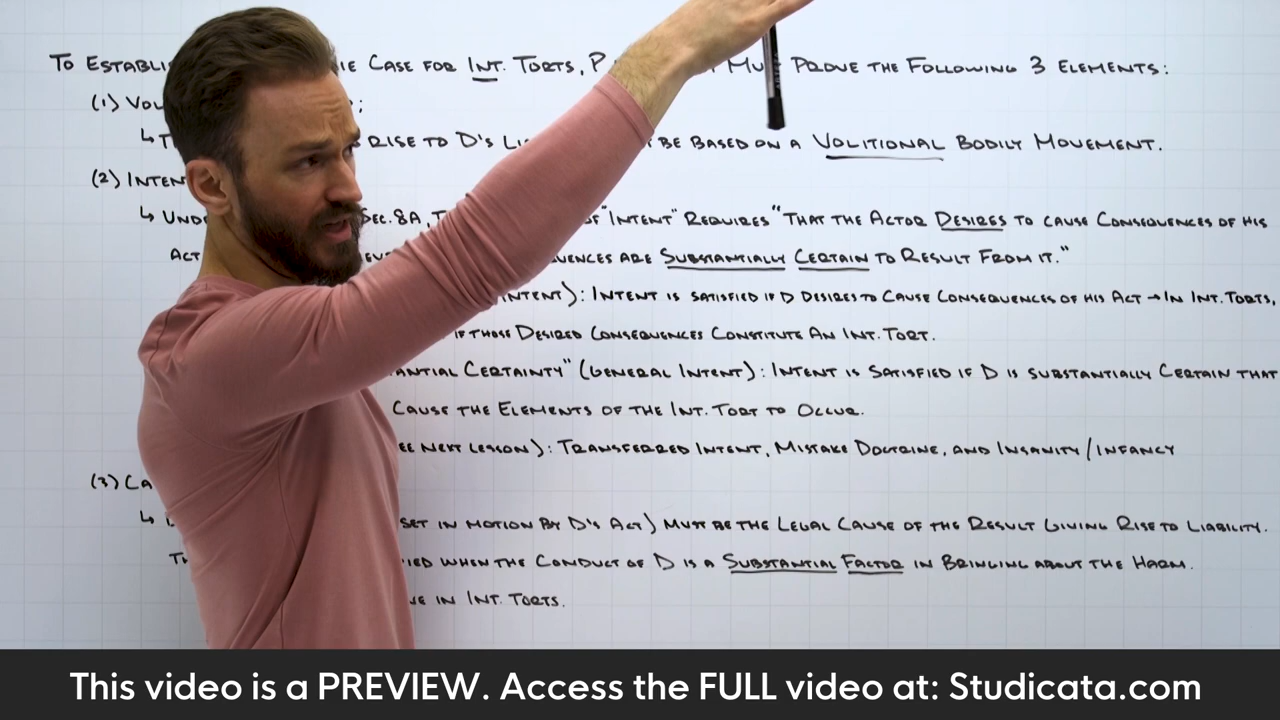 TO ESTABLI IE CASE FOR INT. TORTS, P MU PROVE THE FOLLOWING 3 ELEMENTS:
(1) VOL ;
↳ T RISE TO D'S LI BE BASED ON A VOLITIONAL BODILY MOVEMENT.
(2) INTEN
↳ UND SEC. 8A, T OF "INTENT" REQUIRES "THAT THE ACTOR DESIRES TO CAUSE CONSEQUENCES OF HIS
ACT UENCES ARE SUBSTANTIALLY CERTAIN TO RESULT FROM IT."
INTENT): INTENT IS SATISFIED IF D DESIRES TO CAUSE CONSEQUENCES OF HIS ACT → IN INT. TORTS,
IF THOSE DESIRED CONSEQUENCES CONSTITUTE AN INT. TORT.
ANTIAL CERTAINTY" (GENERAL INTENT): INTENT IS SATISFIED IF D IS SUBSTANTIALLY CERTAIN THAT
CAUSE THE ELEMENTS OF THE INT. TORT TO OCCUR.
EE NEXT LESSON): TRANSFERRED INTENT, MISTAKE DOCTRINE, AND INSANITY/INFANCY
(3) CA
↳ SET IN MOTION BY D'S ACT) MUST BE THE LEGAL CAUSE OF THE RESULT GIVING RISE TO LIABILITY.
IED WHEN THE CONDUCT OF D IS A SUBSTANTIAL FACTOR IN BRINGING ABOUT THE HARM.
UE IN INT. TORTS.
This video is a PREVIEW. Access the FULL video at: Studicata.com